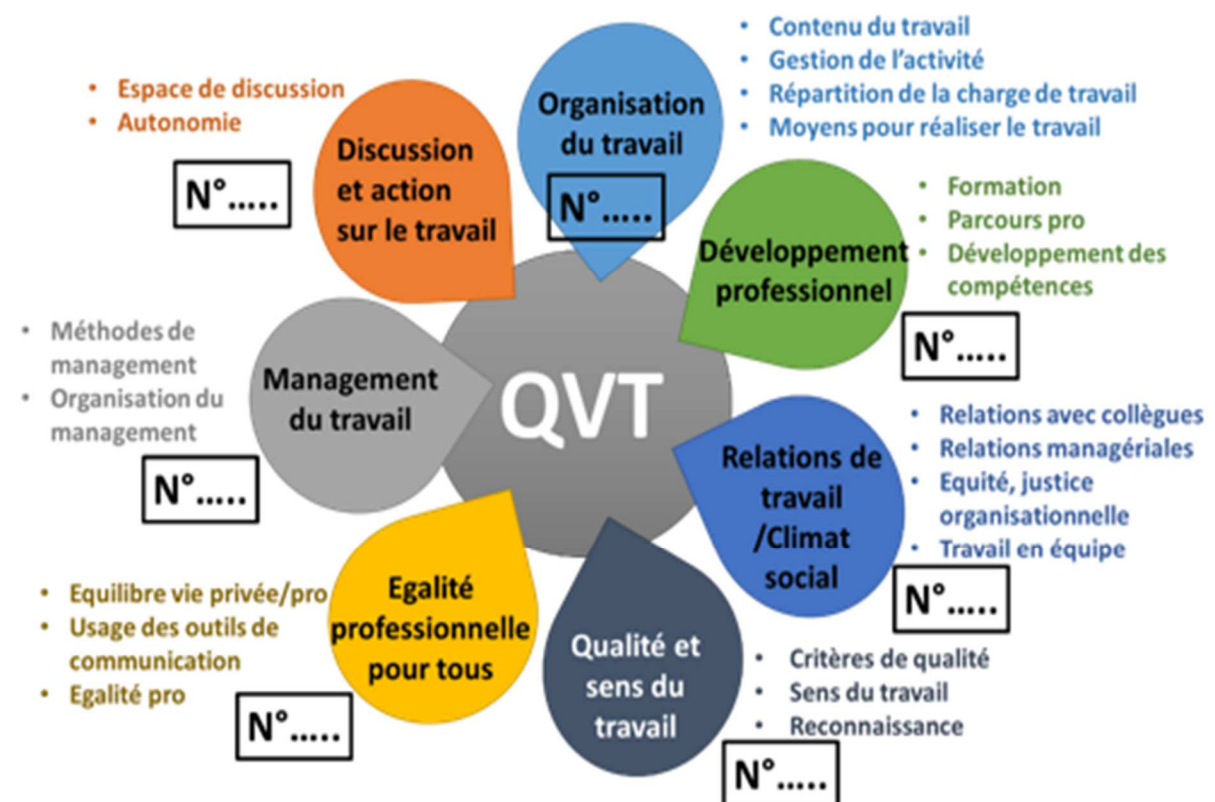 • Contenu du travail
• Gestion de l'activité
• Répartition de la charge de travail
• Moyens pour réaliser le travail
Organisation
du travail
N°.....
• Espace de discussion
• Autonomie
Discussion
et action
sur le travail
N°.....
Développement
professionnel
• Formation
• Parcours pro
• Développement des
compétences
N°.....
• Méthodes de
management
• Organisation du
management
Management
du travail
N°.....
QVT
Relations de
travail
/Climat
social
• Relations avec collègues
• Relations managériales
• Equité, justice
organisationnelle
• Travail en équipe
N°.....
• Equilibre vie privée/pro
• Usage des outils de
communication
• Egalité pro
Egalité
professionnelle
pour tous
N°.....
Qualité et
sens du
travail
• Critères de qualité
• Sens du travail
• Reconnaissance
N°.....